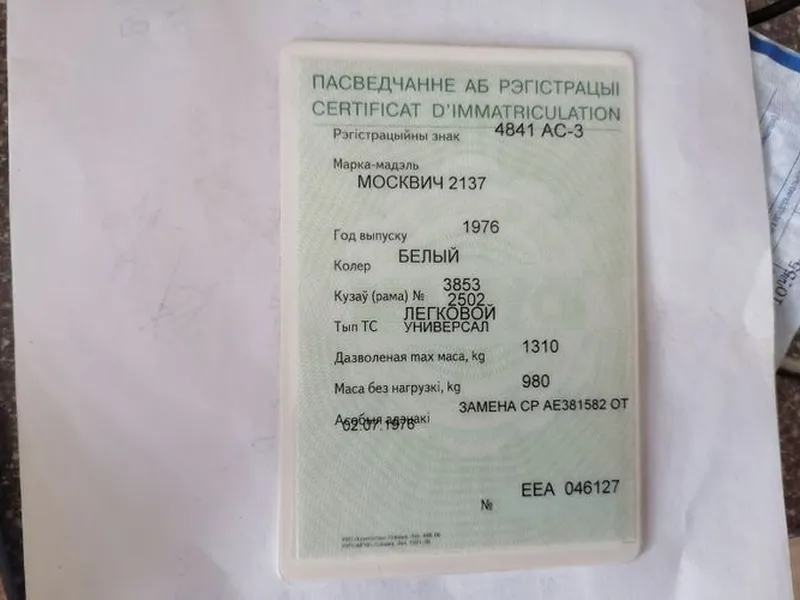 ПАСВЕДЧАННЕ АБ РЭГІСТРАЦЫІ
CERTIFICAT D'IMMATRICULATION
Рэгістрацыйны знак 4841 АС-3
Марка-мадэль
МОСКВИЧ 2137
Год выпуску 1976
Колер БЕЛЫЙ
3853
Кузаў (рама) № 2502
ЛЕГКОВОЙ
Тып ТС УНИВЕРСАЛ
Дазволеная max маса, kg 1310
Маса без нагрузкі, kg 980
ЗАМЕНА СР АЕ381582 ОТ
Асобыя адзнакі
02.07.1976
№ ЕЕА 046127